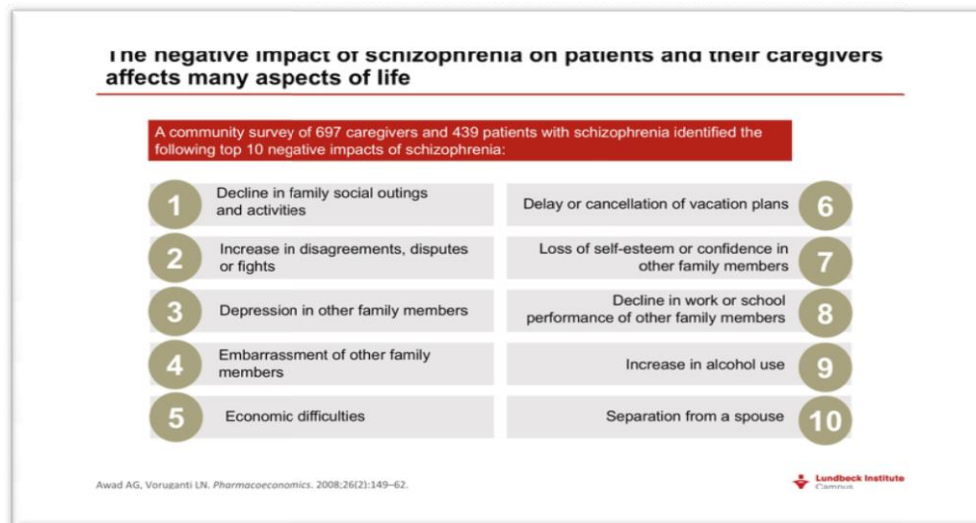 The negative impact of schizophrenia on patients and their caregivers
affects many aspects of life
A community survey of 697 caregivers and 439 patients with schizophrenia identified the
following top 10 negative impacts of schizophrenia:
1
Decline in family social outings
and activities
2
Increase in disagreements, disputes
or fights
3
Depression in other family members
4
Embarrassment of other family
members
5
Economic difficulties
Delay or cancellation of vacation plans
6
Loss of self-esteem or confidence in
other family members
7
Decline in work or school
performance of other family members
8
Increase in alcohol use
9
Separation from a spouse
10
Awad AG, Voruganti LN. Pharmacoeconomics. 2008;26(2):149–62.
Lundbeck Institute
Campus